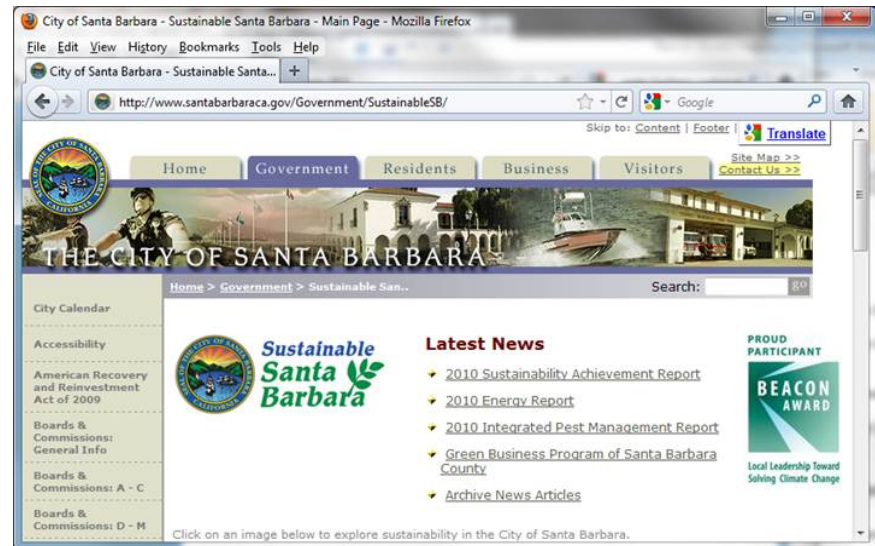 City of Santa Barbara - Sustainable Santa Barbara - Main Page - Mozilla Firefox
File Edit View History Bookmarks Tools Help
City of Santa Barbara - Sustainable Santa... +
http://www.santabarbaraca.gov/Government/SustainableSB/ Google
Skip to: Content | Footer | Translate
Home Government Residents Business Visitors
Site Map >>
Contact Us >>
THE CITY OF SANTA BARBARA
Home > Government > Sustainable San.. Search: go
City Calendar
Accessibility
American Recovery
and Reinvestment
Act of 2009
Boards &
Commissions:
General Info
Boards &
Commissions: A - C
Boards &
Commissions: D - M
Sustainable
Santa
Barbara
Latest News
2010 Sustainability Achievement Report
2010 Energy Report
2010 Integrated Pest Management Report
Green Business Program of Santa Barbara
County
Archive News Articles
PROUD
PARTICIPANT
BEACON
AWARD
Local Leadership Toward
Solving Climate Change
Click on an image below to explore sustainability in the City of Santa Barbara.